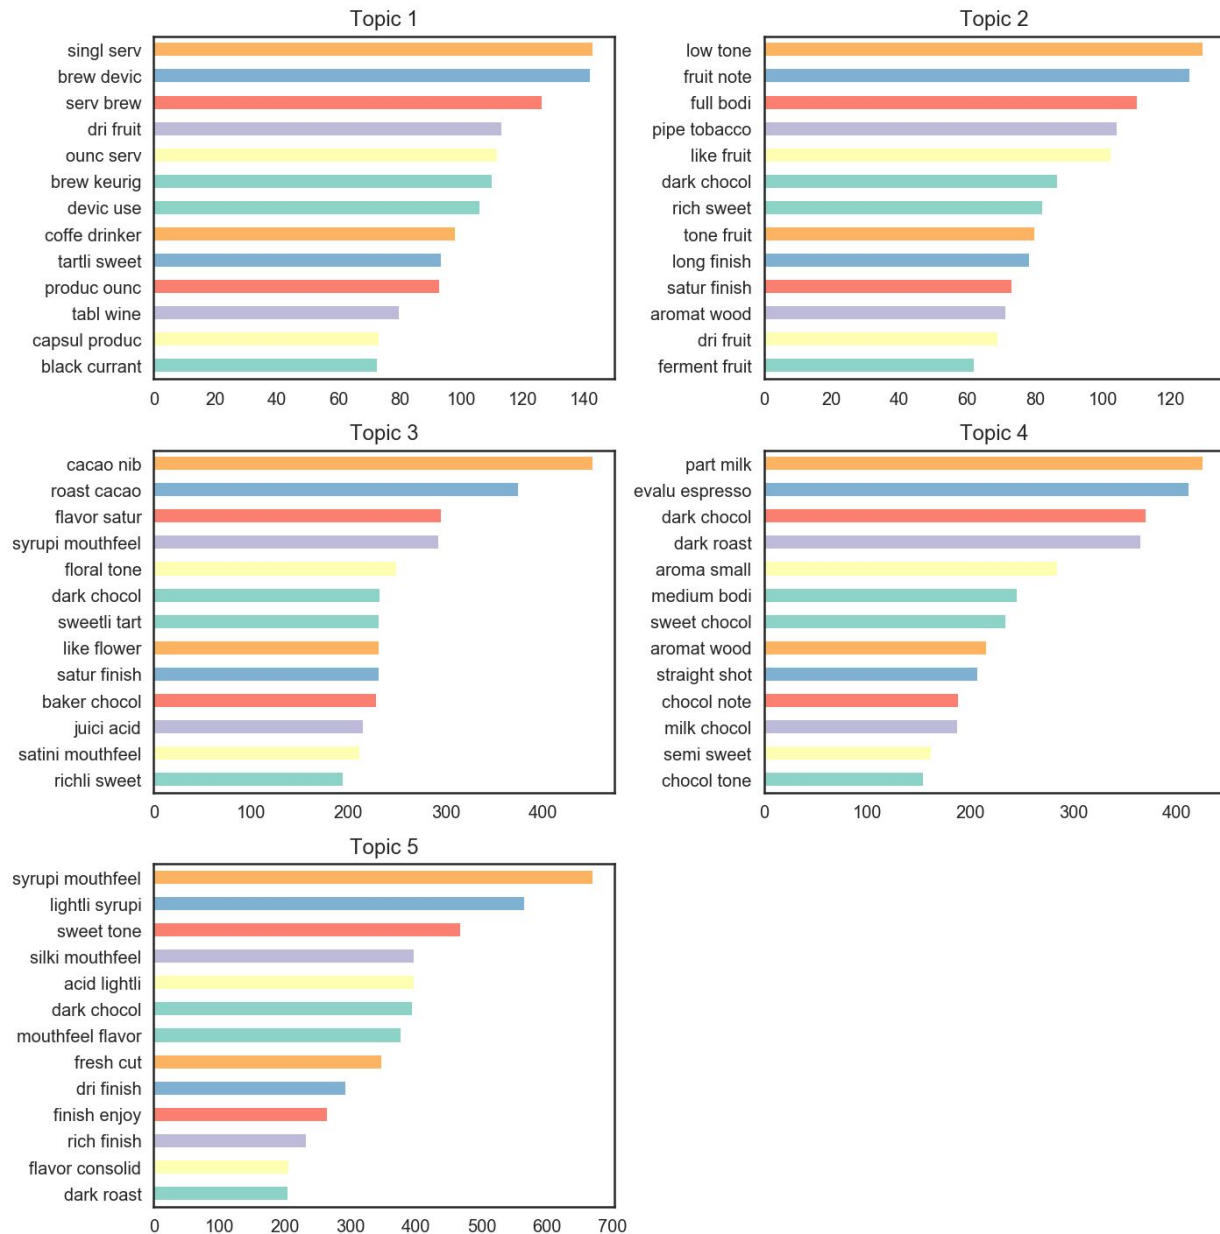 Topic 1
singl serv
brew devic
serv brew
dri fruit
ounc serv
brew keurig
devic use
coffe drinker
tartli sweet
produc ounc
tabl wine
capsul produc
black currant
0 20 40 60 80 100 120 140
Topic 2
low tone
fruit note
full bodi
pipe tobacco
like fruit
dark chocol
rich sweet
tone fruit
long finish
satur finish
aromat wood
dri fruit
ferment fruit
0 20 40 60 80 100 120
Topic 3
cacao nib
roast cacao
flavor satur
syrupi mouthfeel
floral tone
dark chocol
sweetli tart
like flower
satur finish
baker chocol
juici acid
satini mouthfeel
richli sweet
0 100 200 300 400
Topic 4
part milk
evalu espresso
dark chocol
dark roast
aroma small
medium bodi
sweet chocol
aromat wood
straight shot
chocol note
milk chocol
semi sweet
chocol tone
0 100 200 300 400
Topic 5
syrupi mouthfeel
lightli syrupi
sweet tone
silki mouthfeel
acid lightli
dark chocol
mouthfeel flavor
fresh cut
dri finish
finish enjoy
rich finish
flavor consolid
dark roast
0 100 200 300 400 500 600 700